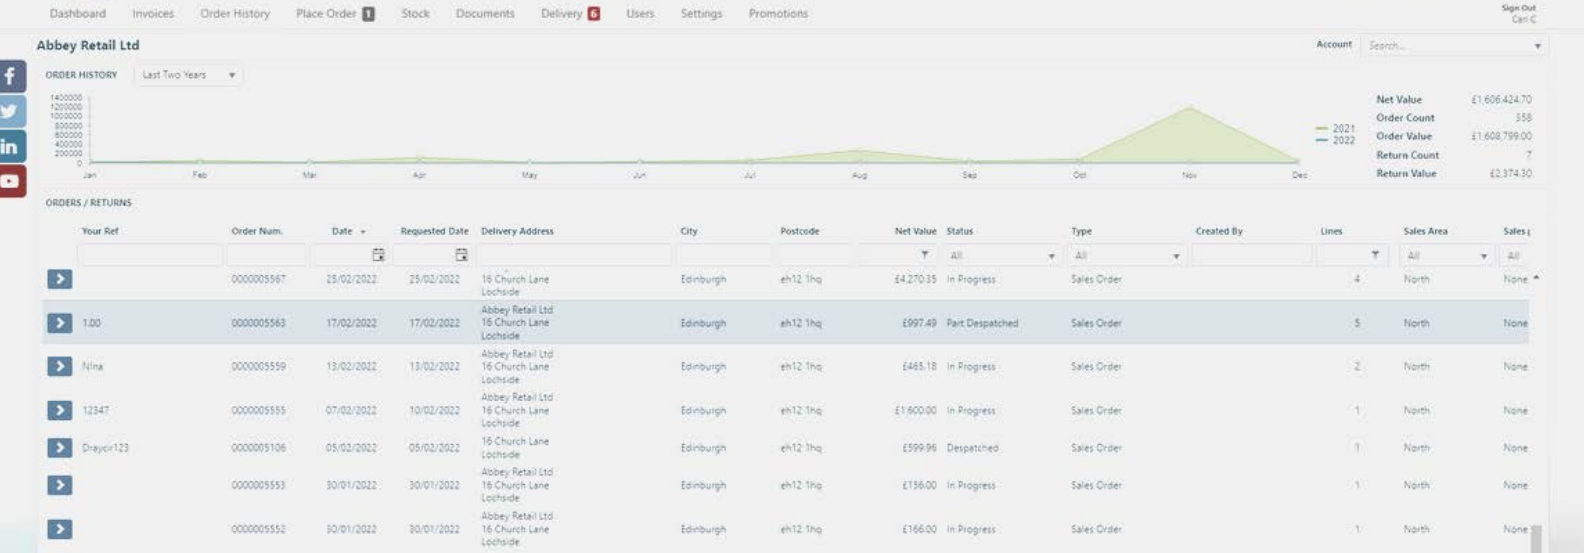 Dashboard Invoices Order History Place Order 1 Stock Documents Delivery 6 Users Settings Promotions Sign Out
Carl C
Abbey Retail Ltd Account Search...
ORDER HISTORY Last Two Years
1400000
1200000
1000000
800000
600000
400000
200000
0
Jan Feb Mar Apr May Jun Jul Aug Sep Oct Nov Dec
2021
2022
Net Value £1,606,424.70
Order Count 358
Order Value £1,608,799.00
Return Count 7
Return Value £2,374.30
ORDERS / RETURNS
Your Ref Order Num. Date Requested Date Delivery Address City Postcode Net Value Status Type Created By Lines Sales Area Sales
All All All All
0000005567 25/02/2022 25/02/2022 16 Church Lane Edinburgh eh12 1hq £4,270.35 In Progress Sales Order 4 North None
Lochside
Abbey Retail Ltd
1.00 0000005563 17/02/2022 17/02/2022 16 Church Lane Edinburgh eh12 1hq £997.49 Part Despatched Sales Order 5 North None
Lochside
Abbey Retail Ltd
Nina 0000005559 13/02/2022 13/02/2022 16 Church Lane Edinburgh eh12 1hq £465.18 In Progress Sales Order 2 North None
Lochside
Abbey Retail Ltd
12347 0000005555 07/02/2022 10/02/2022 16 Church Lane Edinburgh eh12 1hq £1,600.00 In Progress Sales Order 1 North None
Lochside
16 Church Lane
Draycir123 0000005106 05/02/2022 05/02/2022 Edinburgh eh12 1hq £599.96 Despatched Sales Order 1 North None
Lochside
Abbey Retail Ltd
0000005553 30/01/2022 30/01/2022 16 Church Lane Edinburgh eh12 1hq £156.00 In Progress Sales Order 1 North None
Lochside
Abbey Retail Ltd
0000005552 30/01/2022 30/01/2022 16 Church Lane Edinburgh eh12 1hq £166.00 In Progress Sales Order 1 North None
Lochside